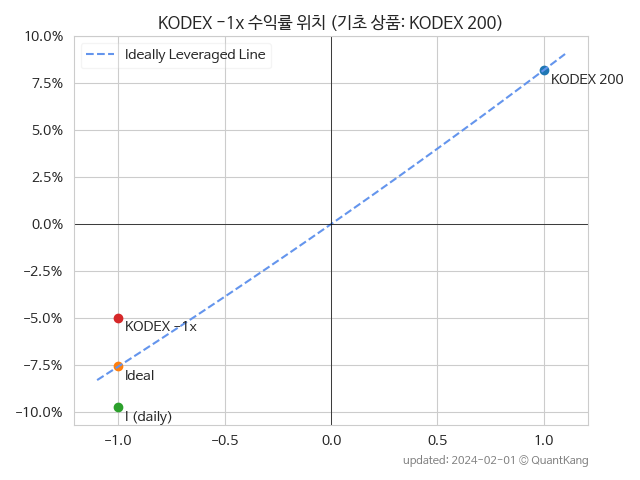 KODEX −1x 수익률 위치 (기초 상품: KODEX 200)
10.0%
Ideally Leveraged Line
7.5%
KODEX 200
5.0%
2.5%
0.0%
−2.5%
−5.0%
KODEX −1x
−7.5%
Ideal
−10.0%
I (daily)
−1.0 −0.5 0.0 0.5 1.0
updated: 2024-02-01 © QuantKang